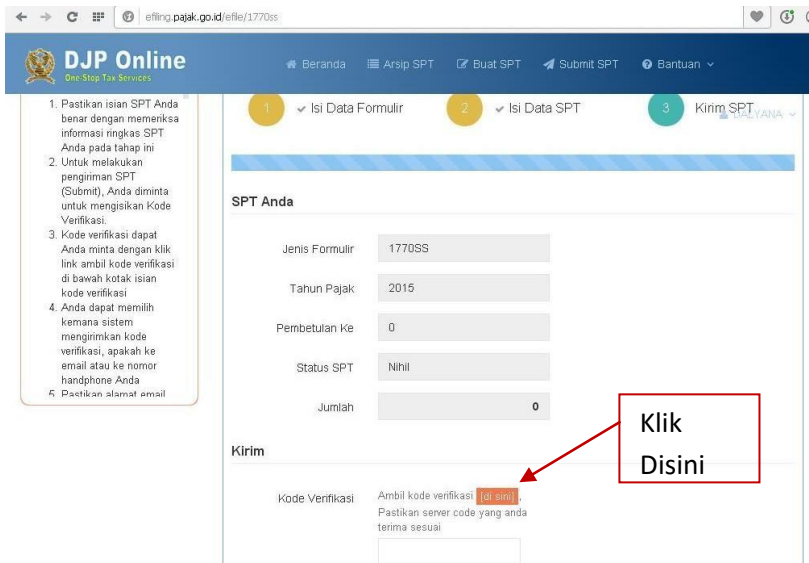 efiling.pajak.go.id/efile/1770ss
DJP Online
One-Stop Tax Services
Beranda
Arsip SPT
Buat SPT
Submit SPT
Bantuan
1. Pastikan isian SPT Anda
benar dengan memeriksa
informasi ringkas SPT
Anda pada tahap ini
2. Untuk melakukan
pengiriman SPT
(Submit), Anda diminta
untuk mengisikan Kode
Verifikasi.
3. Kode verifikasi dapat
Anda minta dengan klik
link ambil kode verifikasi
di bawah kotak isian
kode verifikasi
4. Anda dapat memilih
kemana sistem
mengirimkan kode
verifikasi, apakah ke
email atau ke nomor
handphone Anda
5. Pastikan alamat email
1 Isi Data Formulir
2 Isi Data SPT
3 Kirim SPT
DALYANA
SPT Anda
Jenis Formulir 1770SS
Tahun Pajak 2015
Pembetulan Ke 0
Status SPT Nihil
Jumlah 0
Klik
Disini
Kirim
Kode Verifikasi
Ambil kode verifikasi [di sini] ,
Pastikan server code yang anda
terima sesuai